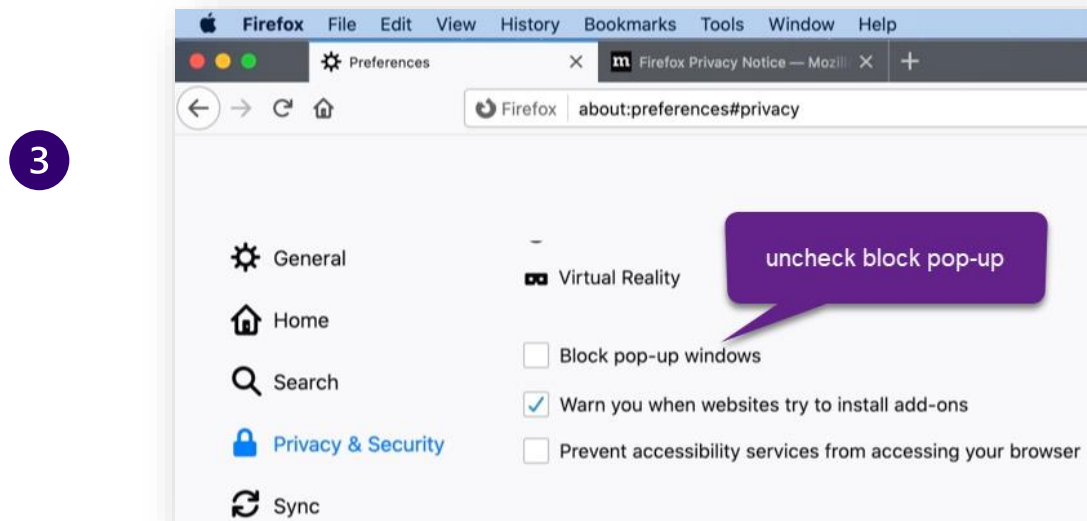 Firefox File Edit View History Bookmarks Tools Window Help
Preferences
m Firefox Privacy Notice — Mozill
Firefox about:preferences#privacy
3
uncheck block pop-up
General
Virtual Reality
Home
Block pop-up windows
Search
Warn you when websites try to install add-ons
Privacy & Security
Prevent accessibility services from accessing your browser
Sync